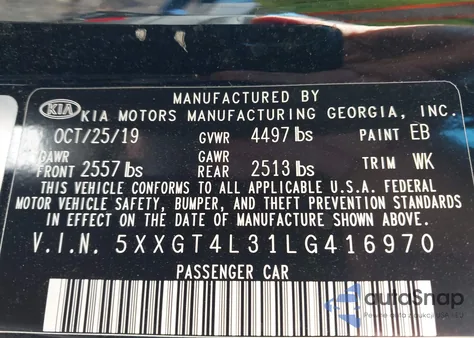 MANUFACTURED BY
KIA KIA MOTORS MANUFACTURING GEORGIA, INC.
OCT/25/19 GVWR 4497 lbs PAINT EB
GAWR GAWR
FRONT 2557 lbs REAR 2513 lbs TRIM WK
THIS VEHICLE CONFORMS TO ALL APPLICABLE U.S.A. FEDERAL
MOTOR VEHICLE SAFETY, BUMPER, AND THEFT PREVENTION STANDARDS
IN EFFECT ON THE DATE OF MANUFACTURE SHOWN ABOVE
V.I.N. 5XXGT4L31LG416970
PASSENGER CAR
autoSnap